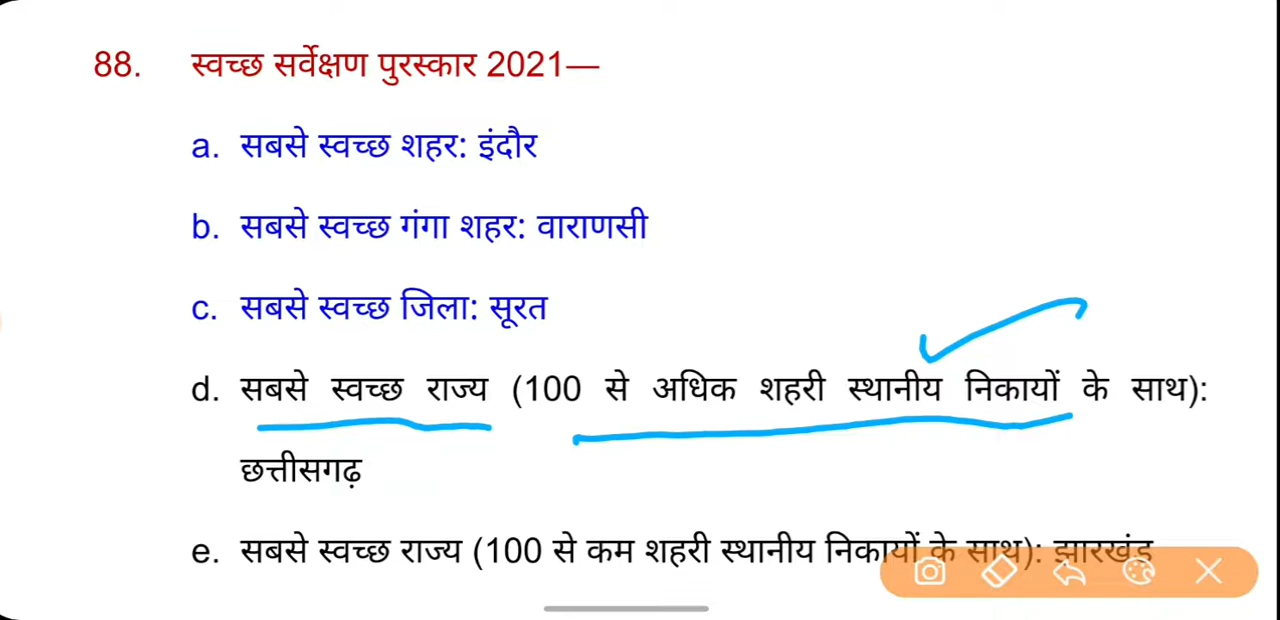 88. स्वच्छ सर्वेक्षण पुरस्कार 2021—
a. सबसे स्वच्छ शहर: इंदौर
b. सबसे स्वच्छ गंगा शहर: वाराणसी
c. सबसे स्वच्छ जिला: सूरत
d. सबसे स्वच्छ राज्य (100 से अधिक शहरी स्थानीय निकायों के साथ):
छत्तीसगढ़
e. सबसे स्वच्छ राज्य (100 से कम शहरी स्थानीय निकायों के साथ): झारखंड